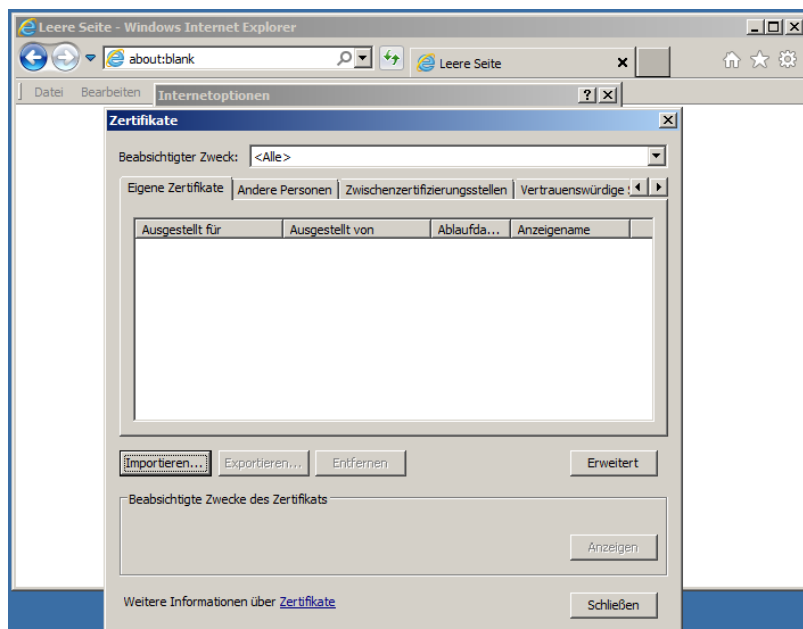 Leere Seite - Windows Internet Explorer
about:blank
Leere Seite
Datei Bearbeiten
Internetoptionen
Zertifikate
Beabsichtigter Zweck: <Alle>
Eigene Zertifikate Andere Personen Zwischenzertifizierungsstellen Vertrauenswürdige
Ausgestellt für Ausgestellt von Ablaufda... Anzeigename
Importieren... Exportieren... Entfernen Erweitert
Beabsichtigte Zwecke des Zertifikats
Anzeigen
Weitere Informationen über Zertifikate
Schließen